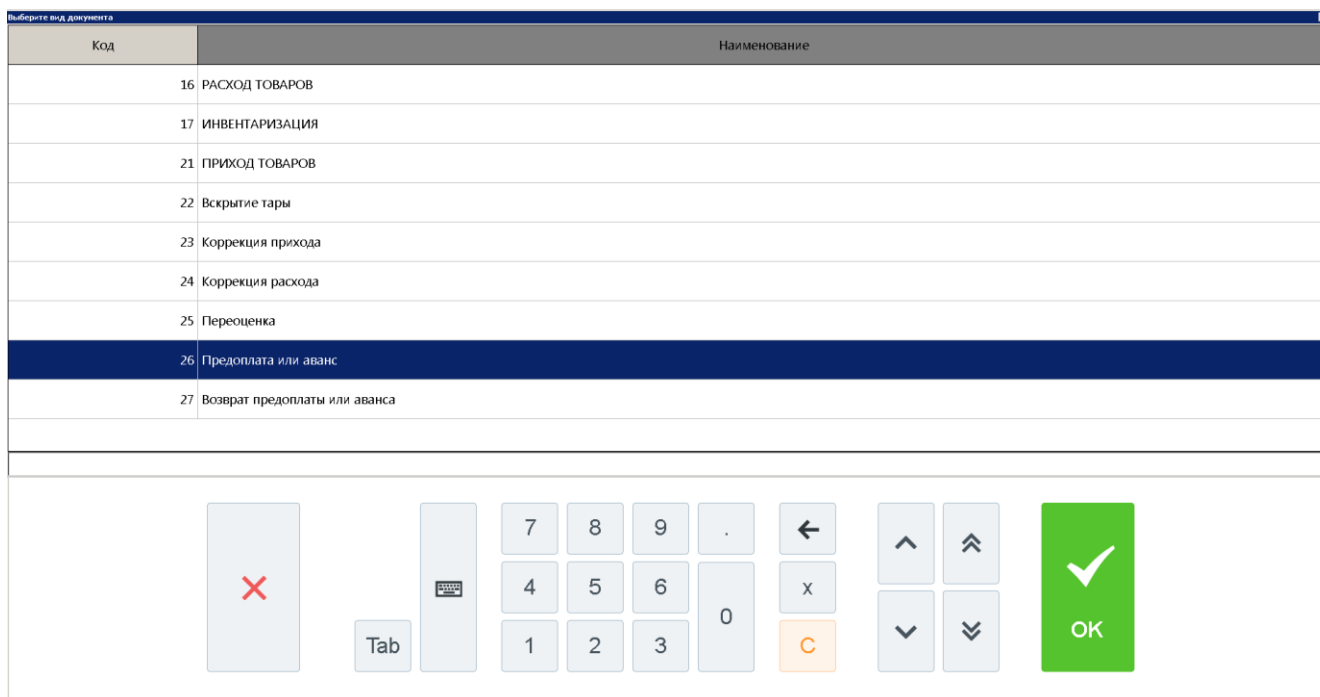 Выберите вид документа
Код Наименование
16 РАСХОД ТОВАРОВ
17 ИНВЕНТАРИЗАЦИЯ
21 ПРИХОД ТОВАРОВ
22 Вскрытие тары
23 Коррекция прихода
24 Коррекция расхода
25 Переоценка
26 Предоплата или аванс
27 Возврат предоплаты или аванса
7 8 9 .
4 5 6 0 x
Tab 1 2 3 C
OK